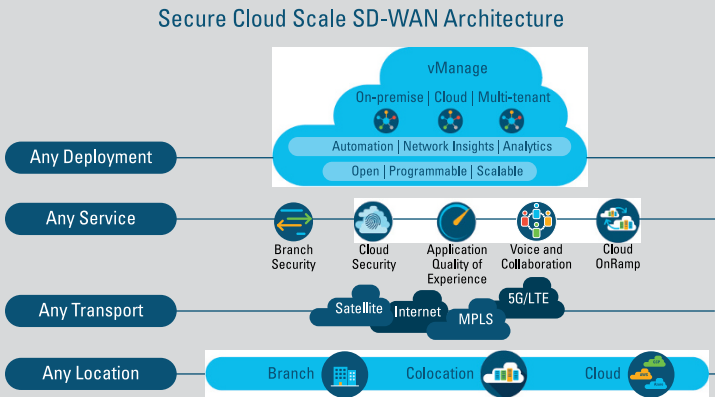 Secure Cloud Scale SD-WAN Architecture
vManage
On-premise | Cloud | Multi-tenant
Automation | Network Insights | Analytics
Open | Programmable | Scalable
Any Deployment
Any Service
Branch
Security
Cloud
Security
Application
Quality of
Experience
Voice and
Collaboration
Cloud
OnRamp
Any Transport
Satellite
Internet
MPLS
5G/LTE
Any Location
Branch
Colocation
Cloud